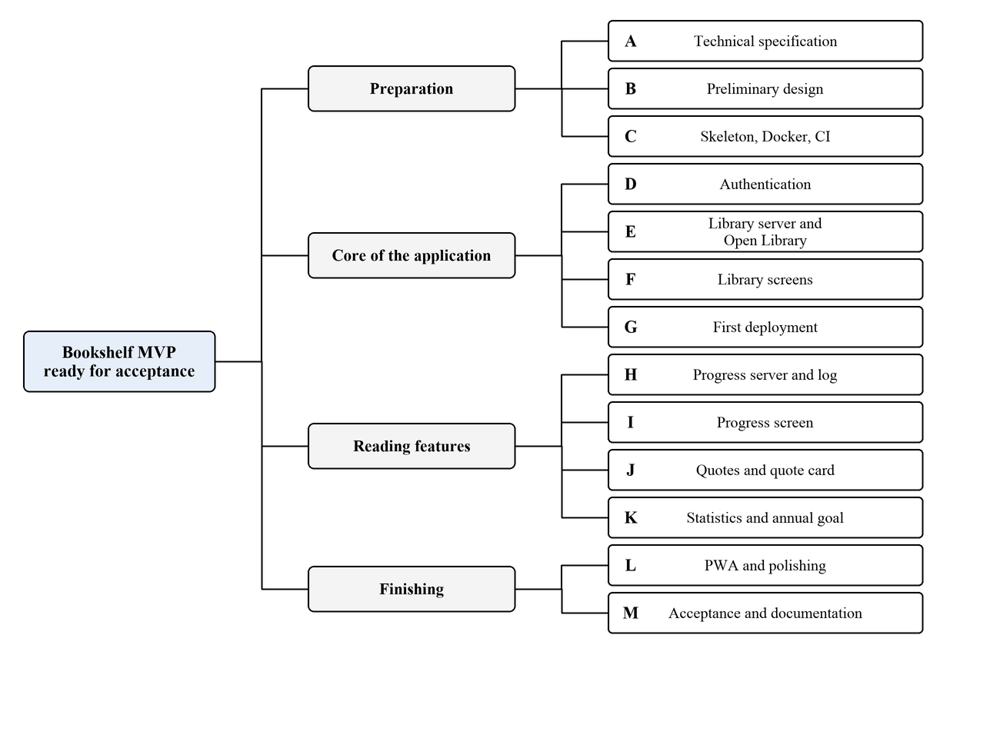 A Technical specification
Preparation
B Preliminary design
C Skeleton, Docker, CI
D Authentication
E Library server and
Open Library
Core of the application
F Library screens
G First deployment
Bookshelf MVP
ready for acceptance
H Progress server and log
I Progress screen
Reading features
J Quotes and quote card
K Statistics and annual goal
L PWA and polishing
Finishing
M Acceptance and documentation